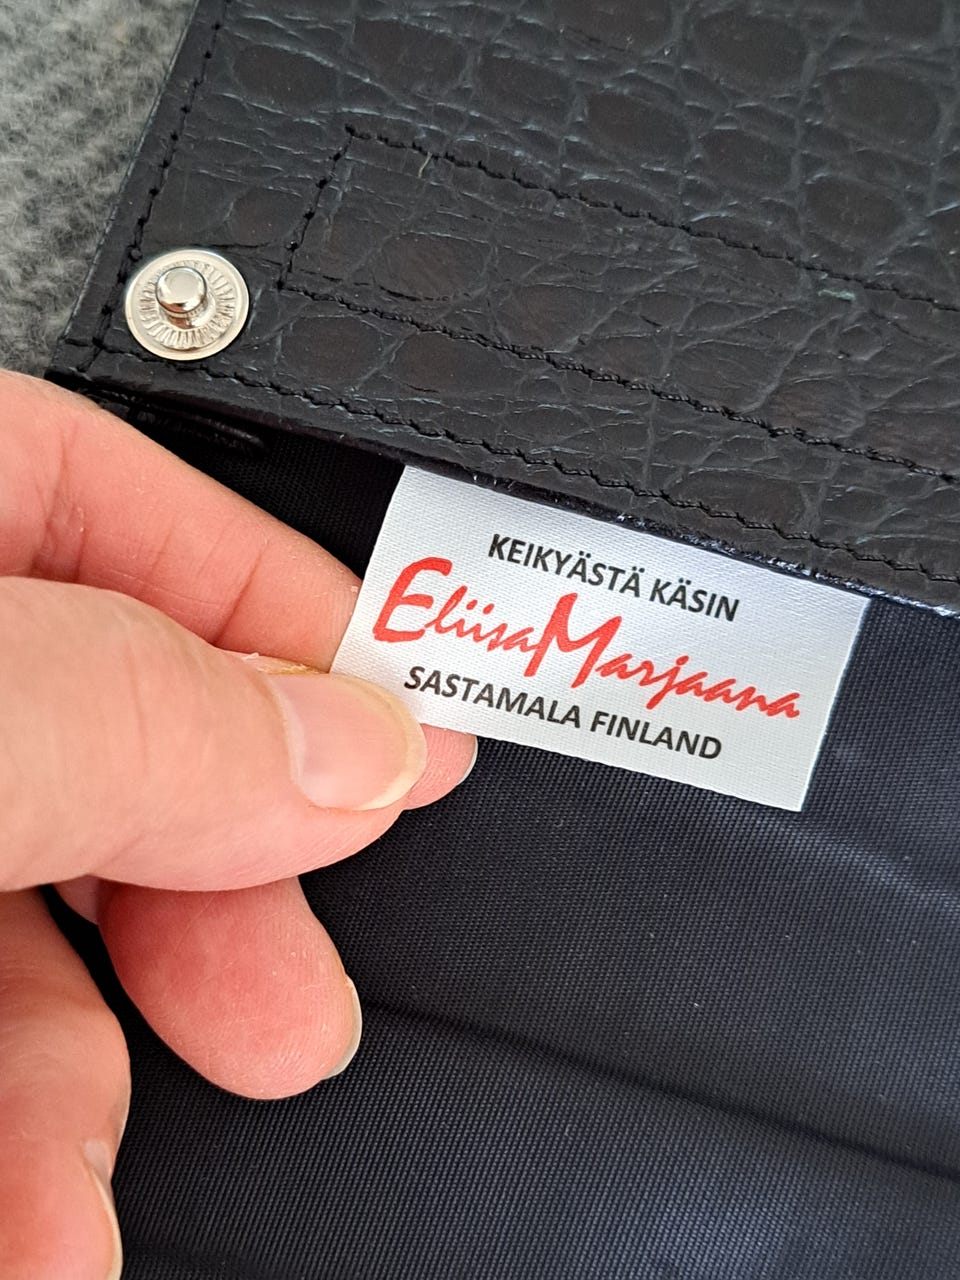 KEIKYÄSTÄ KÄSIN
EliisaMarjaana
SASTAMALA FINLAND